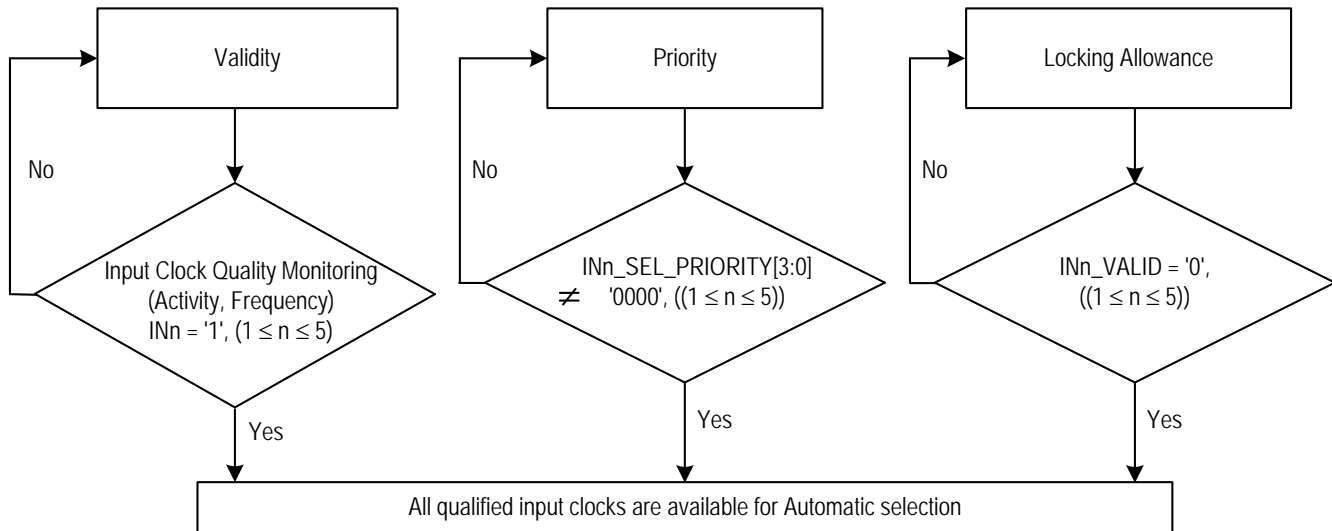 Validity
Priority
Locking Allowance
No
No
No
Input Clock Quality Monitoring
(Activity, Frequency)
INn = '1', (1 ≤ n ≤ 5)
INn_SEL_PRIORITY[3:0]
≠ '0000', ((1 ≤ n ≤ 5))
INn_VALID = '0',
((1 ≤ n ≤ 5))
Yes
Yes
Yes
All qualified input clocks are available for Automatic selection